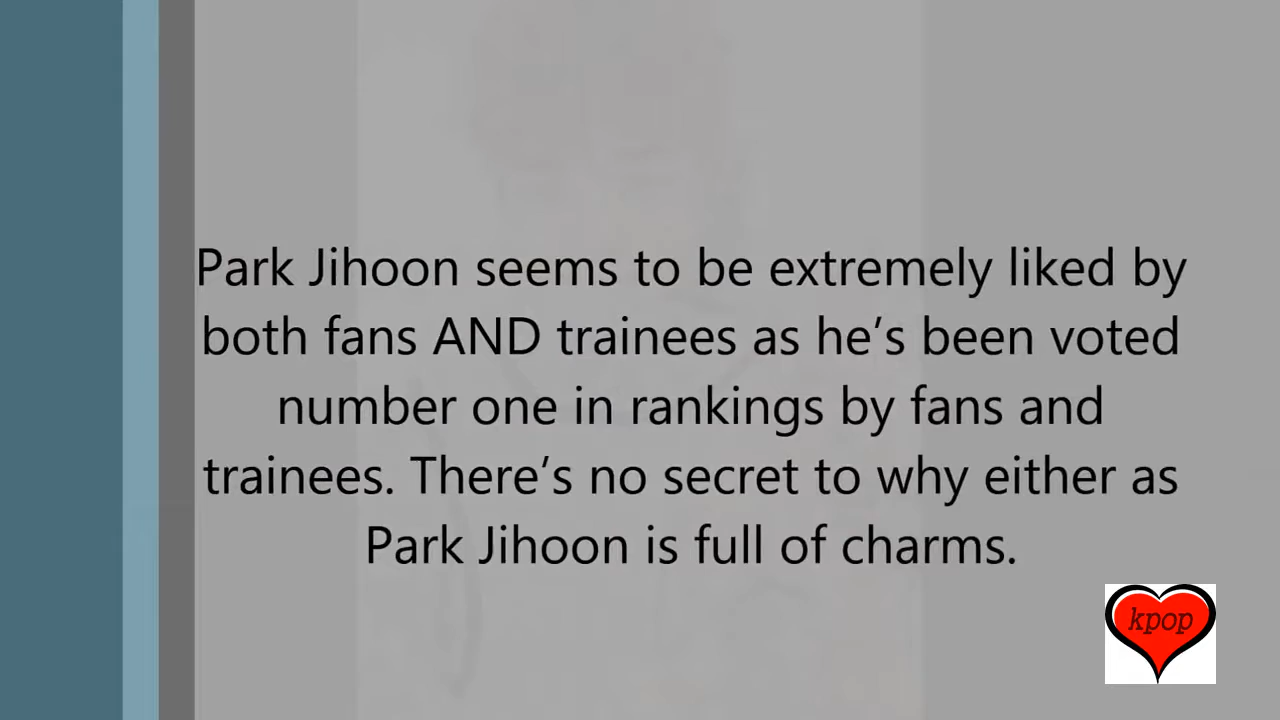 Park Jihoon seems to be extremely liked by
both fans AND trainees as he’s been voted
number one in rankings by fans and
trainees. There’s no secret to why either as
Park Jihoon is full of charms.
kpop